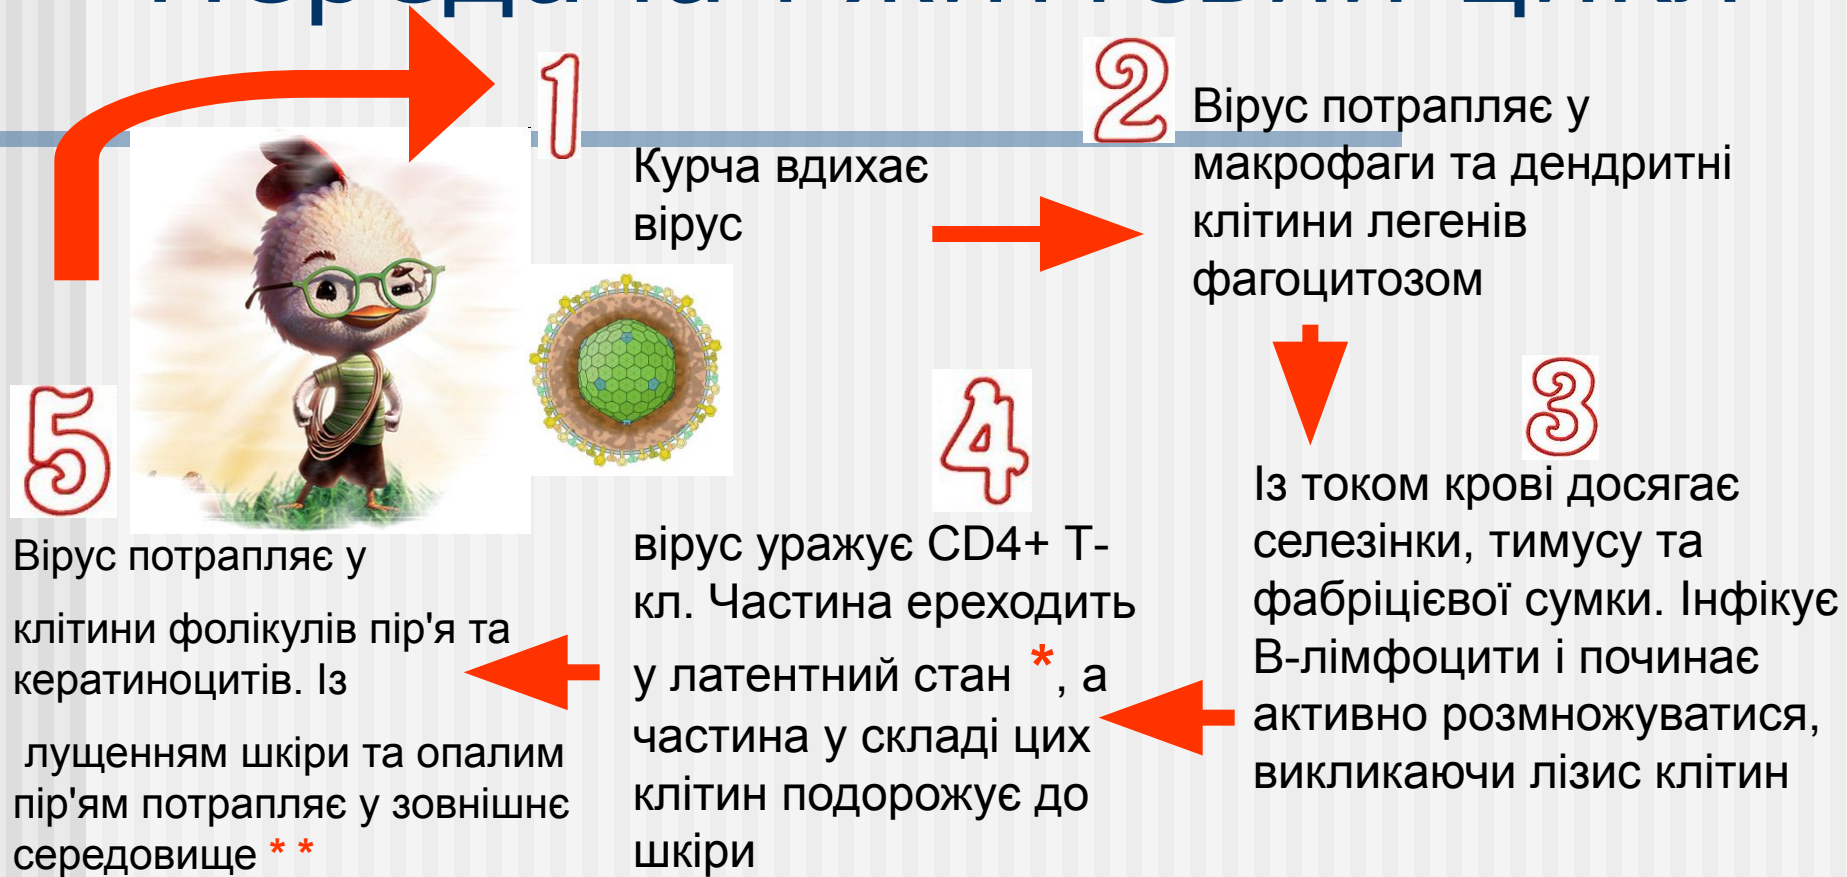 Передача і життєвий цикл
1
Курча вдихає
вірус
2
Вірус потрапляє у
макрофаги та дендритні
клітини легенів
фагоцитозом
3
Із током крові досягає
селезінки, тимусу та
фабріцієвої сумки. Інфікує
В-лімфоцити і починає
активно розмножуватися,
викликаючи лізис клітин
4
вірус уражує CD4+ Т-
кл. Частина ереходить
у латентний стан *, а
частина у складі цих
клітин подорожує до
шкіри
5
Вірус потрапляє у
клітини фолікулів пір'я та
кератиноцитів. Із
лущенням шкіри та опалим
пір'ям потрапляє у зовнішнє
середовище * *